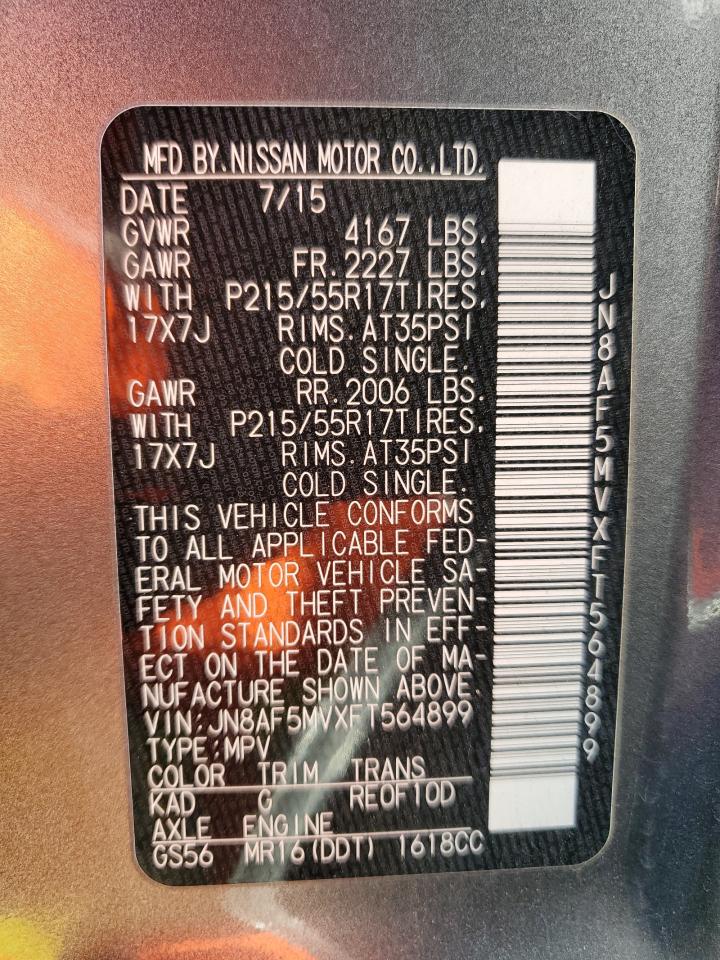 MFD BY.NISSAN MOTOR CO.,LTD.
DATE 7/15
GVWR 4167 LBS.
GAWR FR.2227 LBS.
WITH P215/55R17TIRES.
17X7J RIMS.AT35PSI
COLD SINGLE.
GAWR RR.2006 LBS.
WITH P215/55R17TIRES.
17X7J RIMS.AT35PSI
COLD SINGLE.
THIS VEHICLE CONFORMS
TO ALL APPLICABLE FED-
ERAL MOTOR VEHICLE SA-
FETY AND THEFT PREVEN-
TION STANDARDS IN EFF-
ECT ON THE DATE OF MA-
NUFACTURE SHOWN ABOVE.
VIN:JN8AF5MVXFT564899
TYPE:MPV
COLOR TRIM TRANS
KAD G RE0F10D
AXLE ENGINE
GS56 MR16(DDT) 1618CC
JN8AF5MVXFT564899